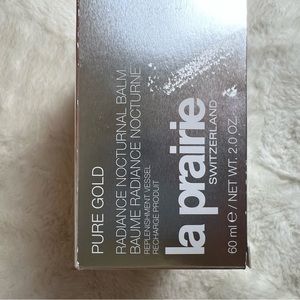 PURE GOLD
RADIANCE NOCTURNAL BALM
BAUME RADIANCE NOCTURNE
REPLENISHMENT VESSEL
RECHARGE PRODUIT
la prairie
SWITZERLAND
60 ml ℮ / NET WT. 2.0 OZ.